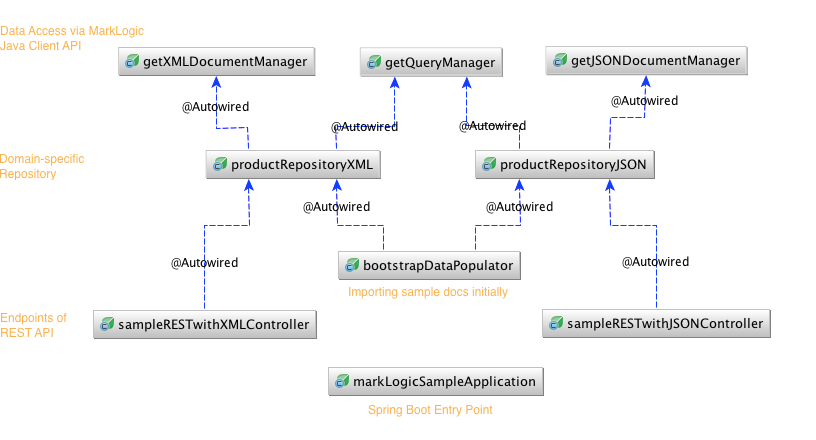 Data Access via MarkLogic
Java Client API
getXMLDocumentManager
getQueryManager
getJSONDocumentManager
@Autowired
@Autowired
@Autowired
@Autowired
Domain-specific
Repository
productRepositoryXML
productRepositoryJSON
@Autowired
@Autowired
@Autowired
@Autowired
bootstrapDataPopulator
Importing sample docs initially
Endpoints of
REST API
sampleRESTwithXMLController
sampleRESTwithJSONController
markLogicSampleApplication
Spring Boot Entry Point